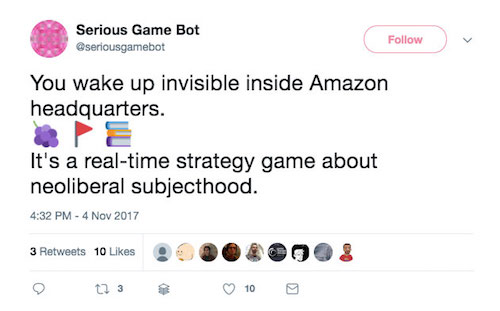 Serious Game Bot
@seriousgamebot
Follow
You wake up invisible inside Amazon
headquarters.
🍇 🚩 📚
It's a real-time strategy game about
neoliberal subjecthood.
4:32 PM - 4 Nov 2017
3 Retweets 10 Likes
3 10